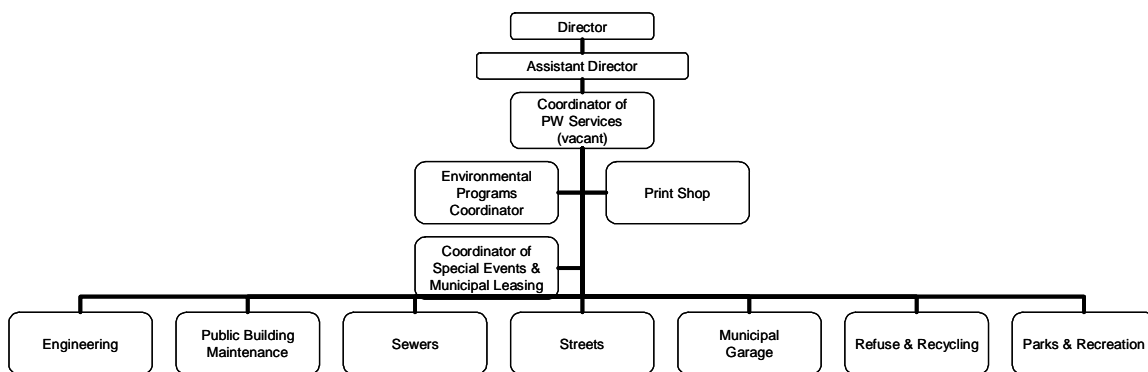 Director
Assistant Director
Coordinator of
PW Services
(vacant)
Environmental
Programs
Coordinator
Print Shop
Coordinator of
Special Events &
Municipal Leasing
Engineering
Public Building
Maintenance
Sewers
Streets
Municipal
Garage
Refuse & Recycling
Parks & Recreation